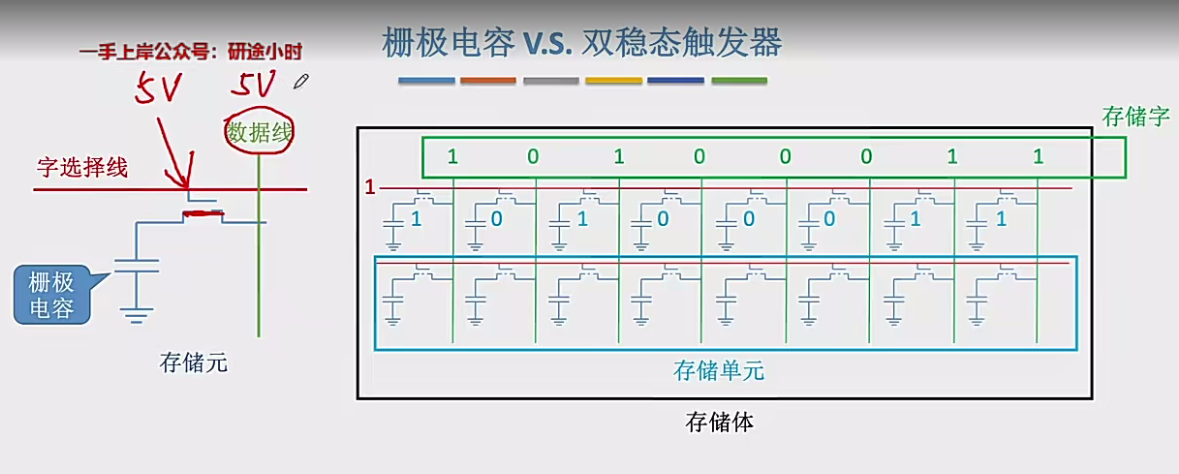 栅极电容 V.S. 双稳态触发器
一手上岸公众号：研途小时
5V 5V
数据线
字选择线
栅极
电容
存储元
存储字
1 0 1 0 0 0 1 1
1
1 0 1 0 0 0 1 1
存储单元
存储体